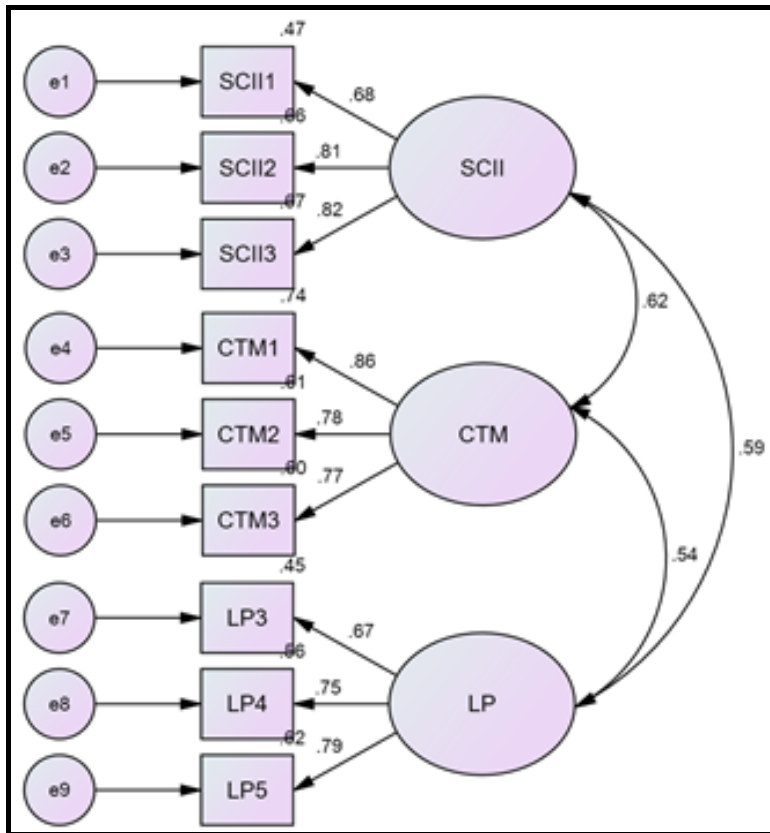 .47
e1
SCII1
.68
.66
e2
SCII2
.81
SCII
.67
e3
SCII3
.82
.74
.62
e4
CTM1
.86
.61
e5
CTM2
.78
CTM
.59
.60
e6
CTM3
.77
.54
.45
e7
LP3
.67
.56
e8
LP4
.75
LP
.62
e9
LP5
.79